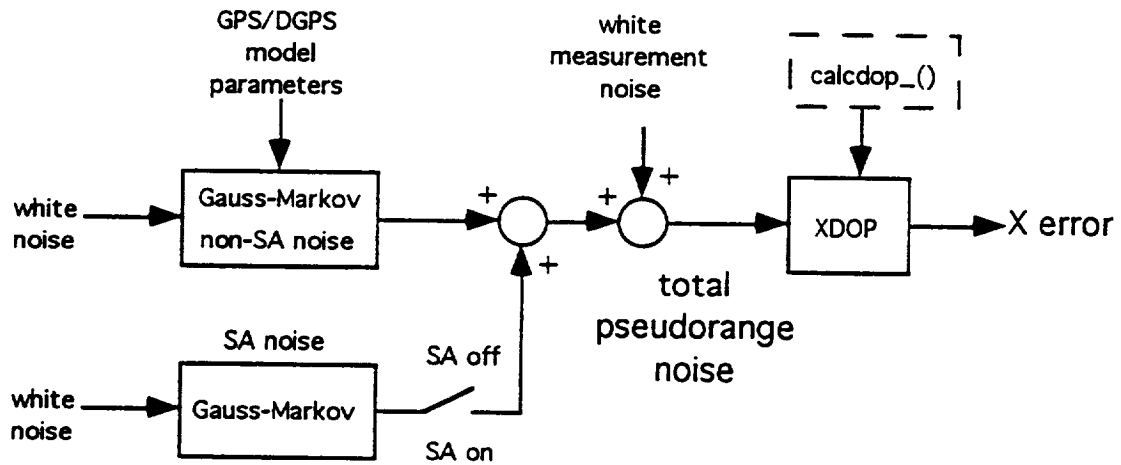 GPS/DGPS
model
parameters
white
measurement
noise
calcdop_()
white
noise
Gauss-Markov
non-SA noise
+
+
+
+
XDOP
X error
total
pseudorange
noise
SA noise
white
noise
Gauss-Markov
SA off
SA on